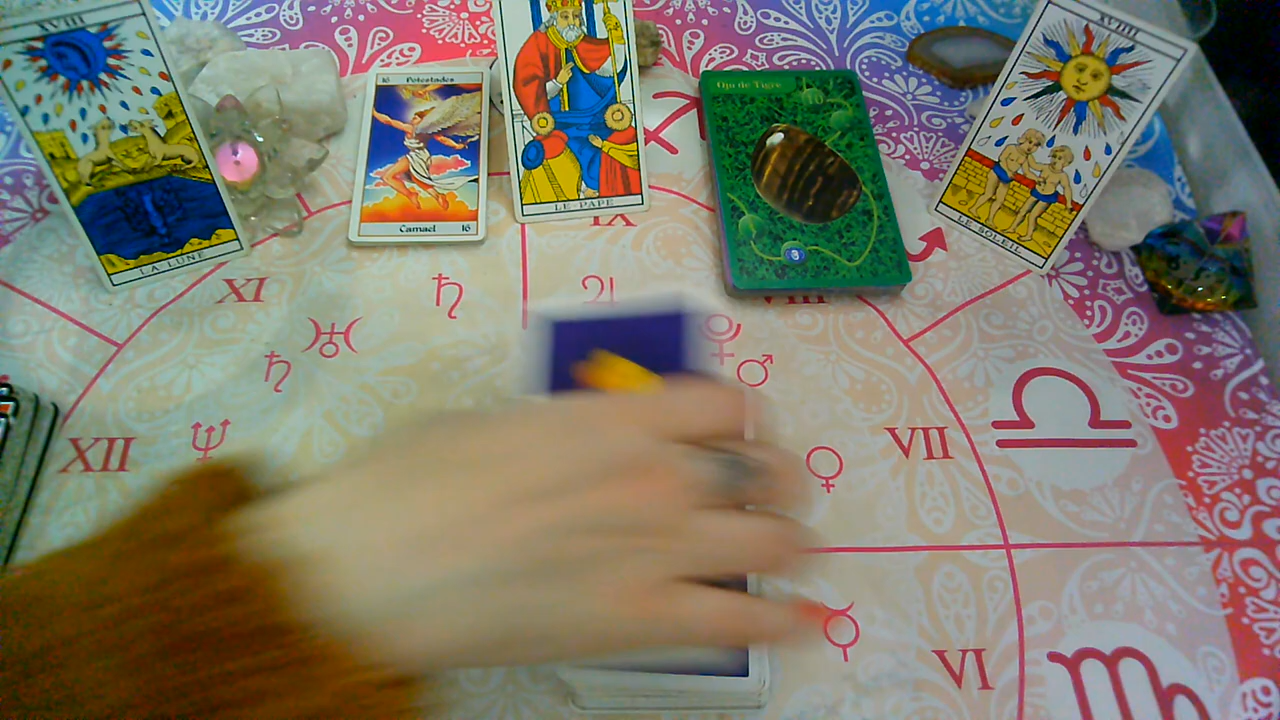 XVIII
LA LUNE
16 Potestades
Camael 16
LE PAPE
Ojo de Tigre
XVIIII
LE SOLEIL
IX
XI
VIII
XII
VII
VI